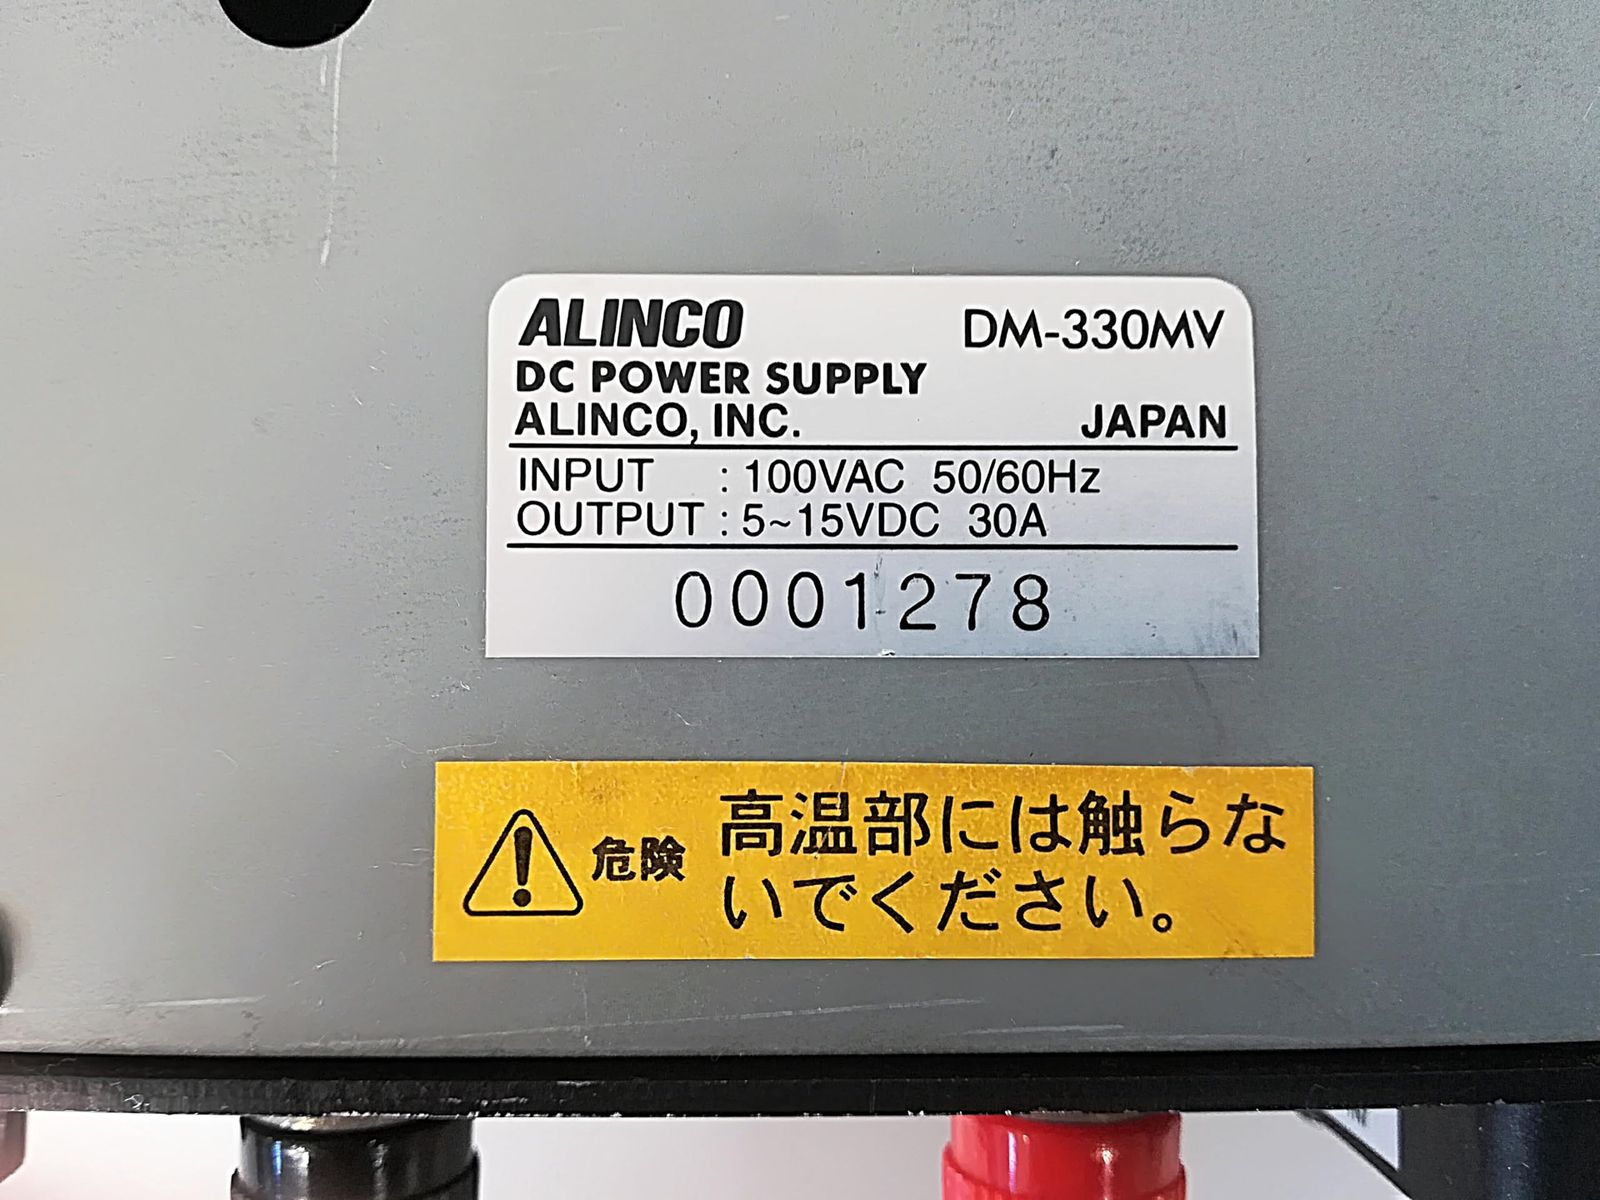 ALINCO DM-330MV
DC POWER SUPPLY
ALINCO, INC. JAPAN
INPUT : 100VAC 50/60Hz
OUTPUT : 5~15VDC 30A
0001278
危険
高温部には触らな
いでください。